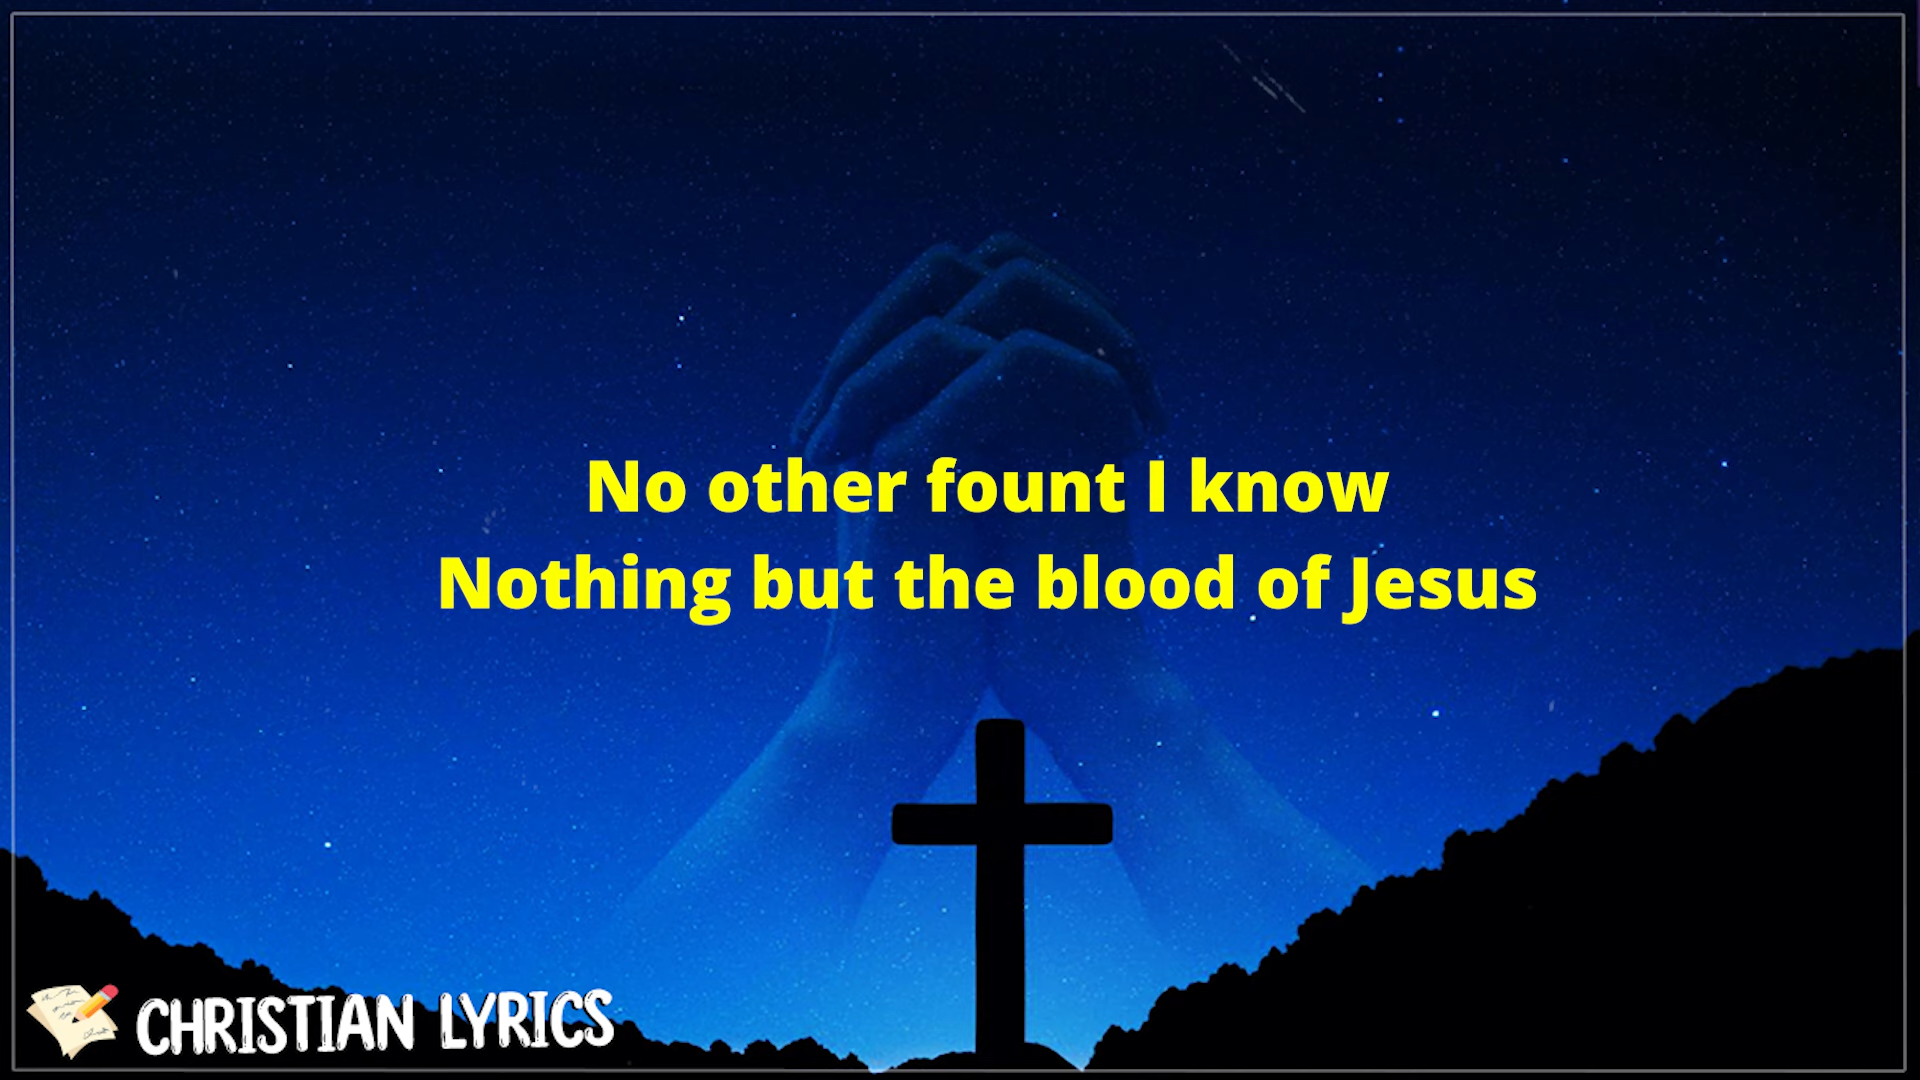 No other fount I know
Nothing but the blood of Jesus
CHRISTIAN LYRICS